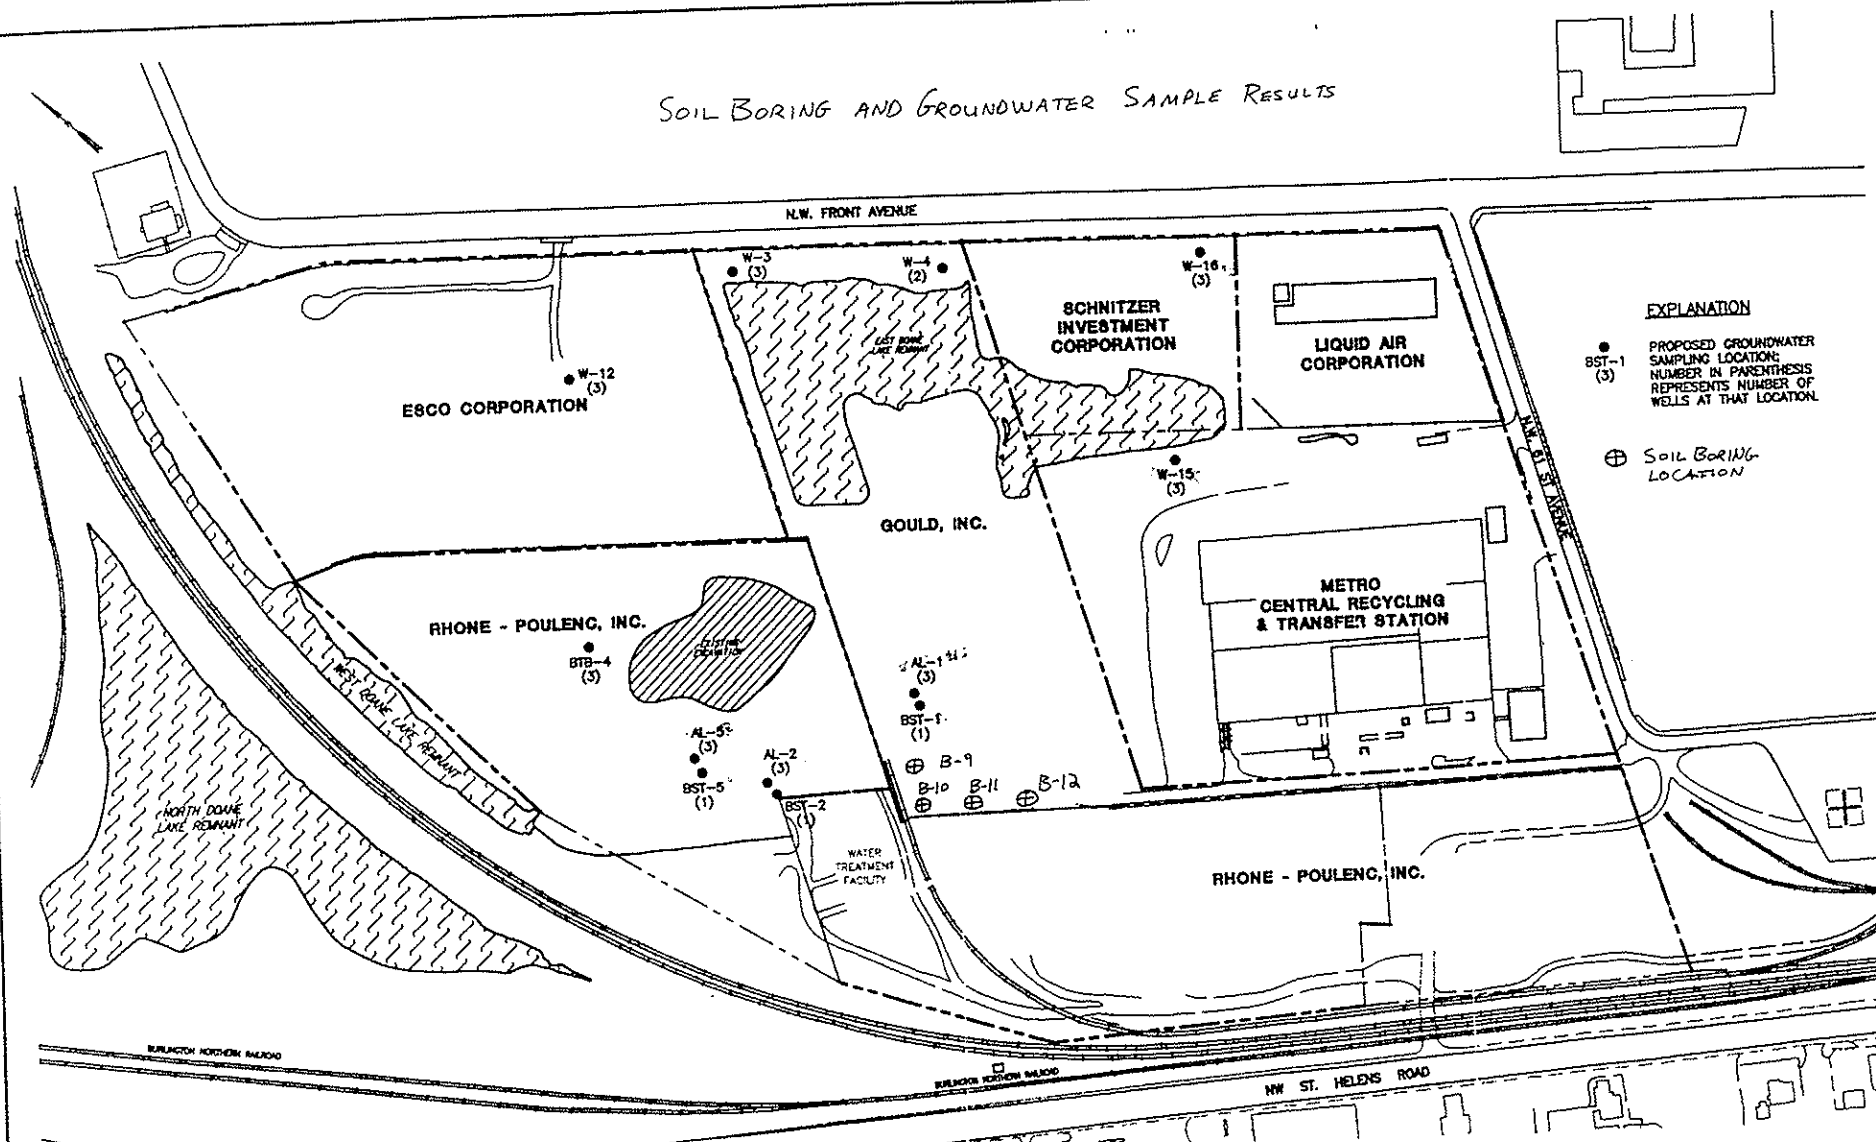 SOIL BORING AND GROUNDWATER SAMPLE RESULTS
N.W. FRONT AVENUE
W-3
(3)
W-4
(2)
W-16
(3)
SCHNITZER
INVESTMENT
CORPORATION
LIQUID AIR
CORPORATION
EXPLANATION
BST-1
(3)
PROPOSED GROUNDWATER
SAMPLING LOCATION;
NUMBER IN PARENTHESIS
REPRESENTS NUMBER OF
WELLS AT THAT LOCATION.
SOIL BORING
LOCATION
EAST DOANE
LAKE REMNANT
W-12
(3)
ESCO CORPORATION
N.W. 61 ST AVENUE
W-15
(3)
GOULD, INC.
METRO
CENTRAL RECYCLING
& TRANSFER STATION
RHONE - POULENC, INC.
EXISTING
EXCAVATION
BTB-4
(3)
AL-1
(3)
BST-1
(1)
WEST DOANE LAKE REMNANT
AL-5
(3)
BST-5
(1)
AL-2
(3)
BST-2
(1)
B-9
B-10
B-11
B-12
NORTH DOANE
LAKE REMNANT
WATER
TREATMENT
FACILITY
RHONE - POULENC, INC.
BURLINGTON NORTHERN RAILROAD
BURLINGTON NORTHERN RAILROAD
NW ST. HELENS ROAD